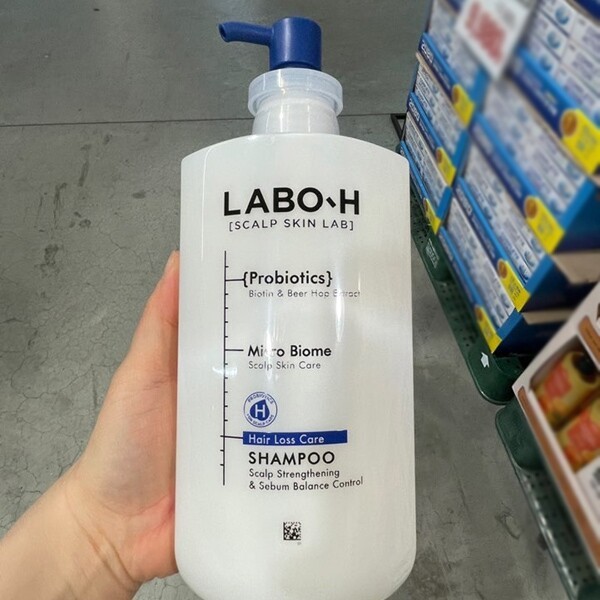 LABO-H
[SCALP SKIN LAB]
{Probiotics}
Biotin & Beer Hop Extract
Micro Biome
Scalp Skin Care
PROBIOTICS
H
Hair Loss Care
SHAMPOO
Scalp Strengthening
& Sebum Balance Control